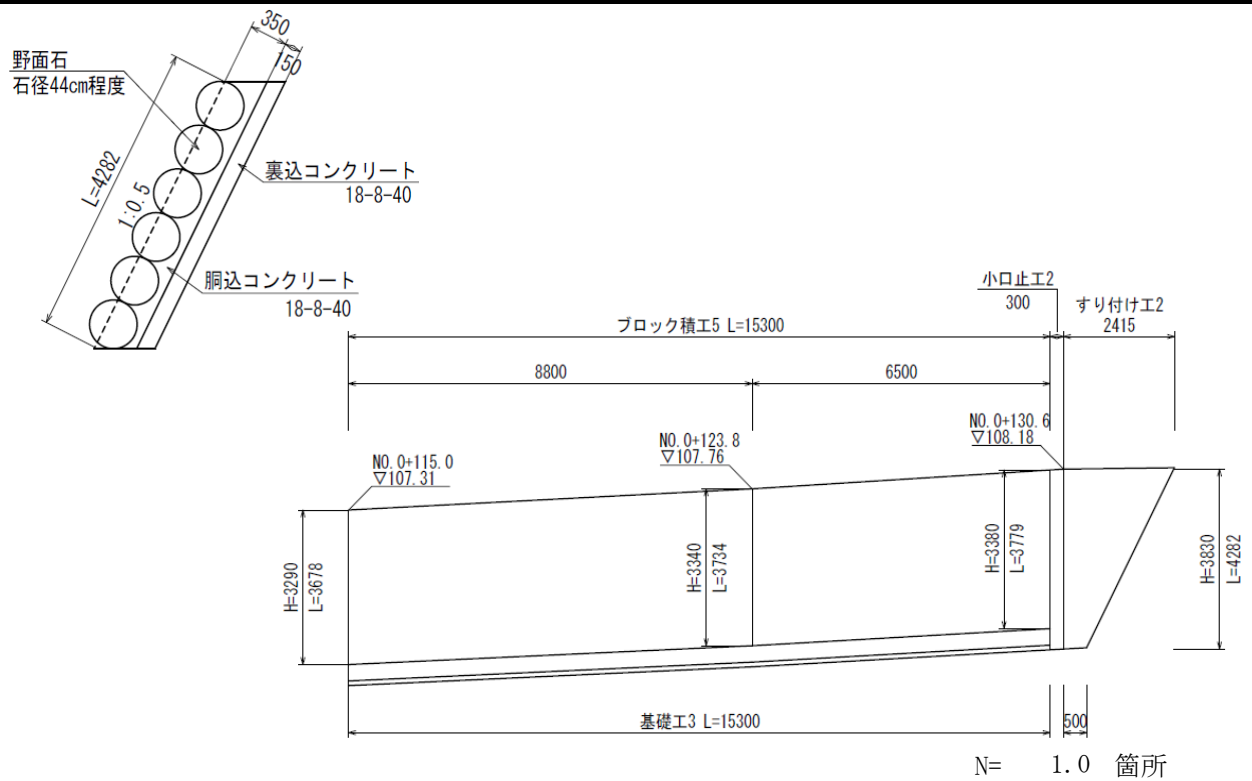 350
150
野面石
石径44cm程度
L=4282
1:0.5
裏込コンクリート
18-8-40
胴込コンクリート
18-8-40
小口止工2
300
すり付け工2
2415
ブロック積工5 L=15300
8800
6500
NO.0+115.0
▽107.31
NO.0+123.8
▽107.76
NO.0+130.6
▽108.18
H=3290
L=3678
H=3340
L=3734
H=3380
L=3779
H=3830
L=4282
基礎工3 L=15300
500
N= 1.0 箇所